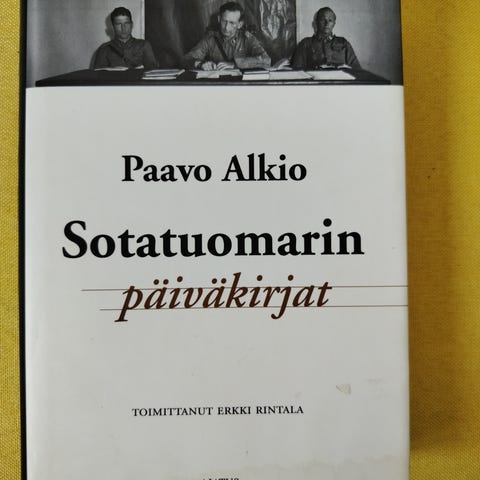 Paavo Alkio
Sotatuomarin
päiväkirjat
TOIMITTANUT ERKKI RINTALA